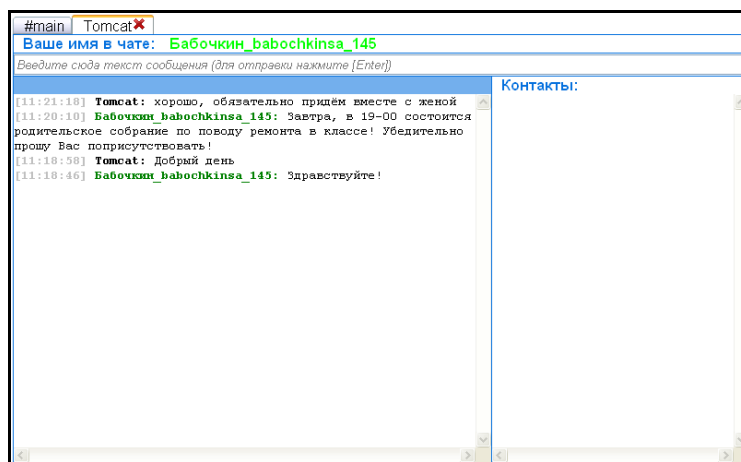 #main Tomcat
Ваше имя в чате: Бабочкин_babochkinsa_145
Введите сюда текст сообщения (для отправки нажмите [Enter])
Контакты:
[11:21:18] Tomcat: хорошо, обязательно придём вместе с женой
[11:20:10] Бабочкин_babochkinsa_145: Завтра, в 19-00 состоится
родительское собрание по поводу ремонта в классе! Убедительно
прошу Вас поприсутствовать!
[11:18:58] Tomcat: Добрый день
[11:18:46] Бабочкин_babochkinsa_145: Здравствуйте!